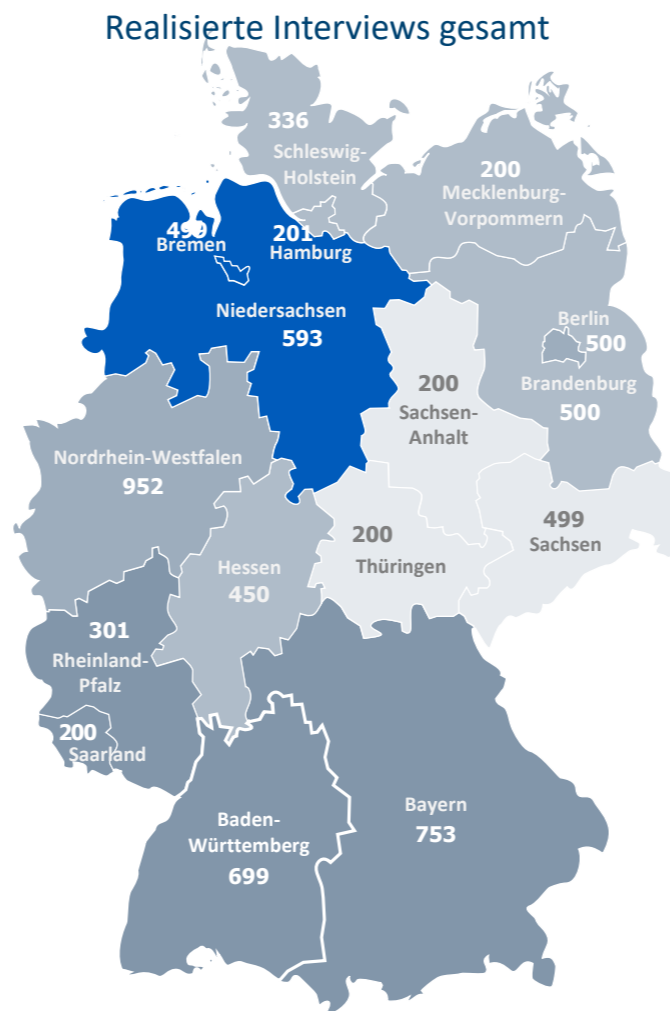 Realisierte Interviews gesamt
336
Schleswig-
Holstein
200
Mecklenburg-
Vorpommern
499
Bremen
201
Hamburg
Niedersachsen
593
Berlin
500
Brandenburg
500
200
Sachsen-
Anhalt
Nordrhein-Westfalen
952
499
Sachsen
200
Thüringen
Hessen
450
301
Rheinland-
Pfalz
200
Saarland
Bayern
753
Baden-
Württemberg
699